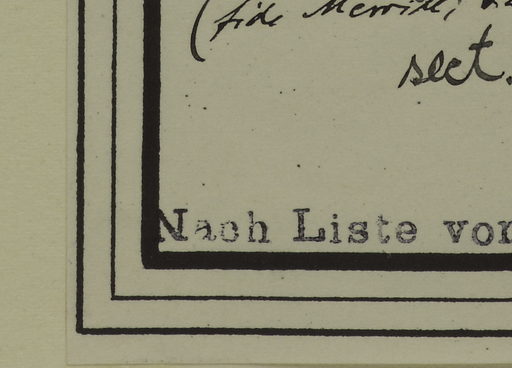 (fide Merrill;
sect.
Nach Liste von